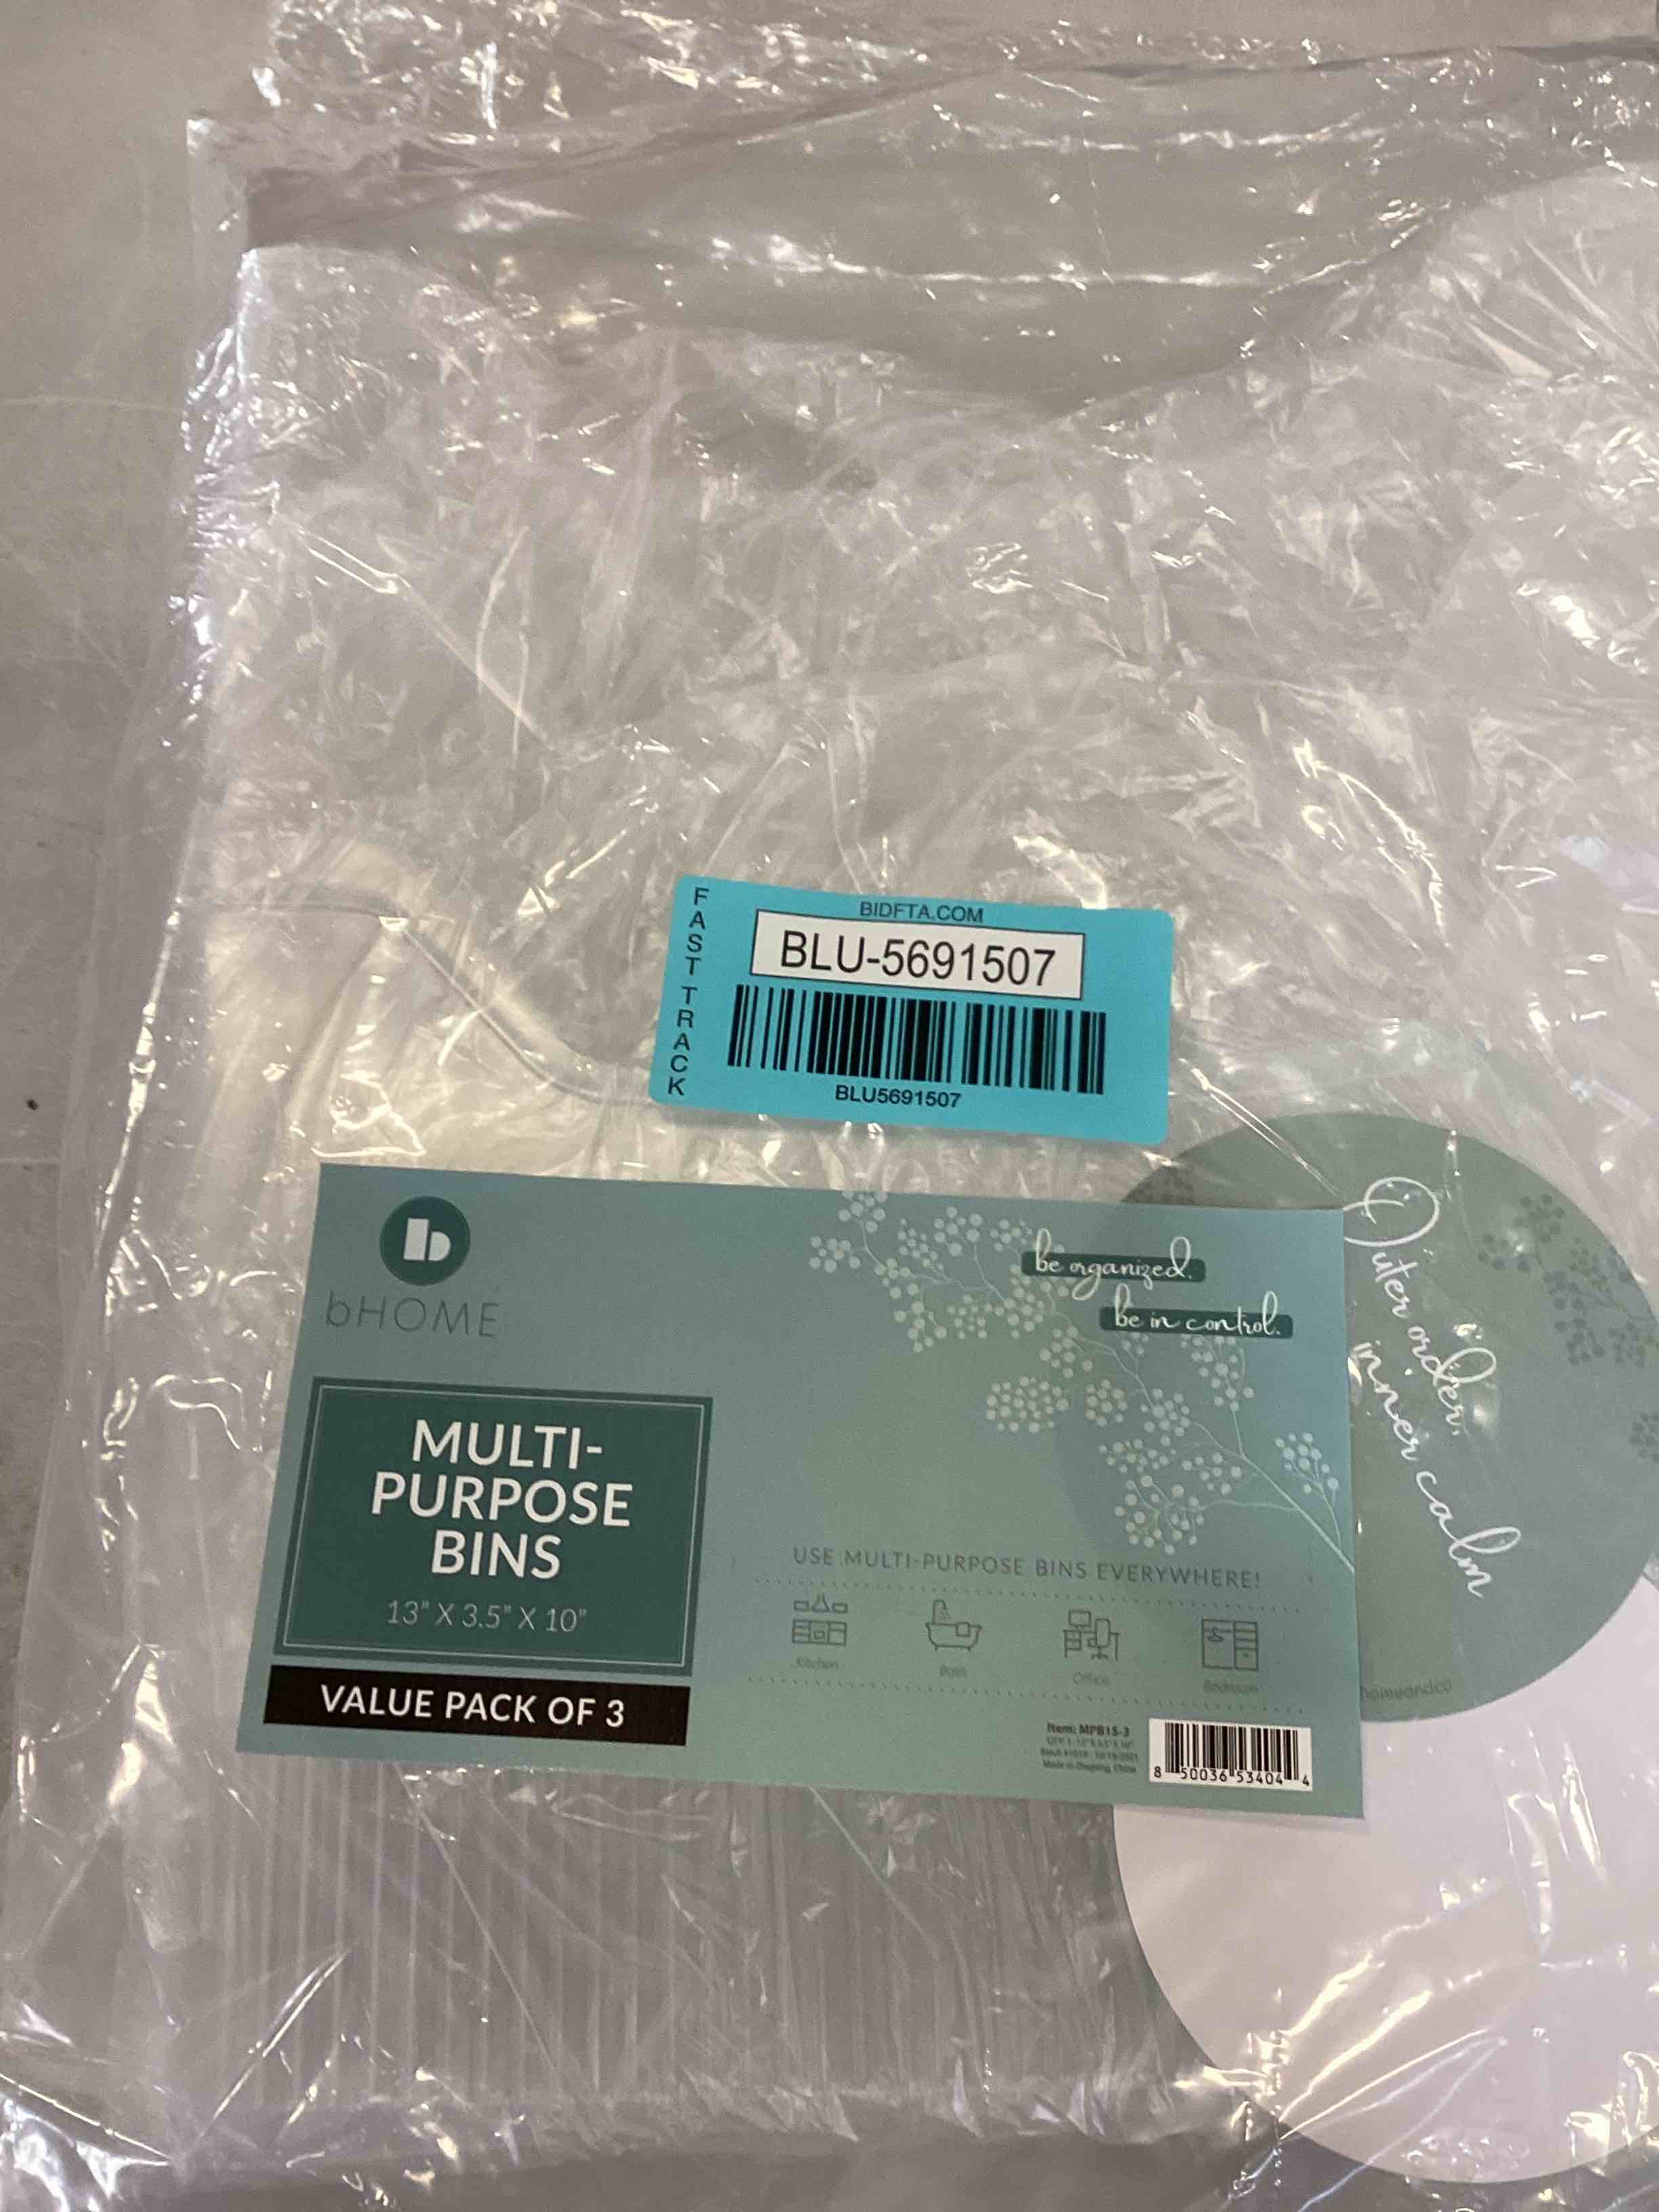 FAST TRACK
BIDFTA.COM
BLU-5691507
BLU5691507
b
bHOME
be organized.
be in control.
Outer order,
inner calm
MULTI-
PURPOSE
BINS
13" X 3.5" X 10"
VALUE PACK OF 3
USE MULTI-PURPOSE BINS EVERYWHERE!
Kitchen
Bath
Office
Bedroom
homeandco
Item: MPB15-3
8 50036 53404 4